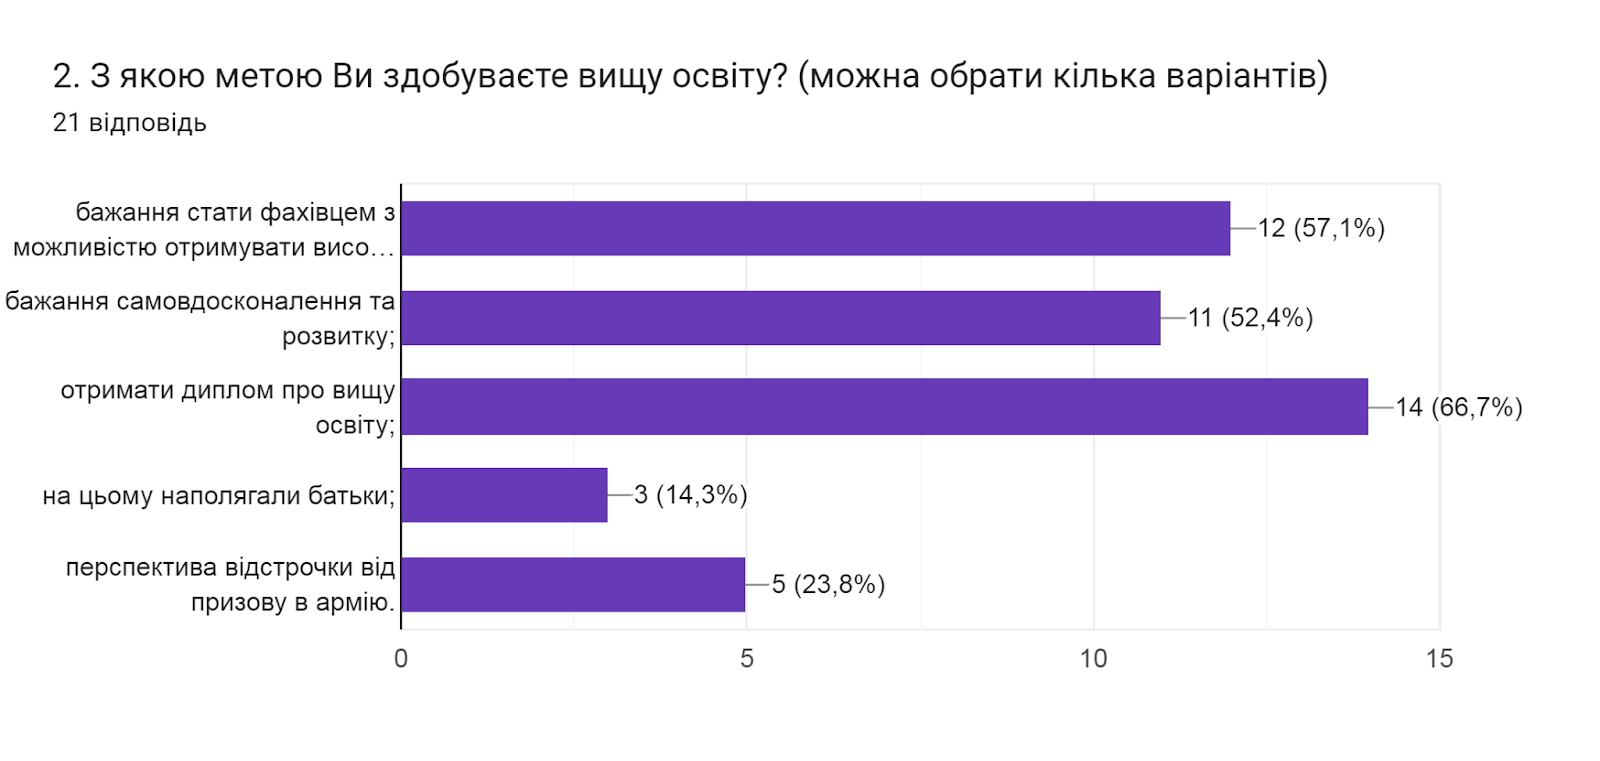 2. З якою метою Ви здобуваєте вищу освіту? (можна обрати кілька варіантів)
21 відповідь
бажання стати фахівцем з
можливістю отримувати висо…
12 (57,1%)
бажання самовдосконалення та
розвитку;
11 (52,4%)
отримати диплом про вищу
освіту;
14 (66,7%)
на цьому наполягали батьки;
3 (14,3%)
перспектива відстрочки від
призову в армію.
5 (23,8%)
0 5 10 15